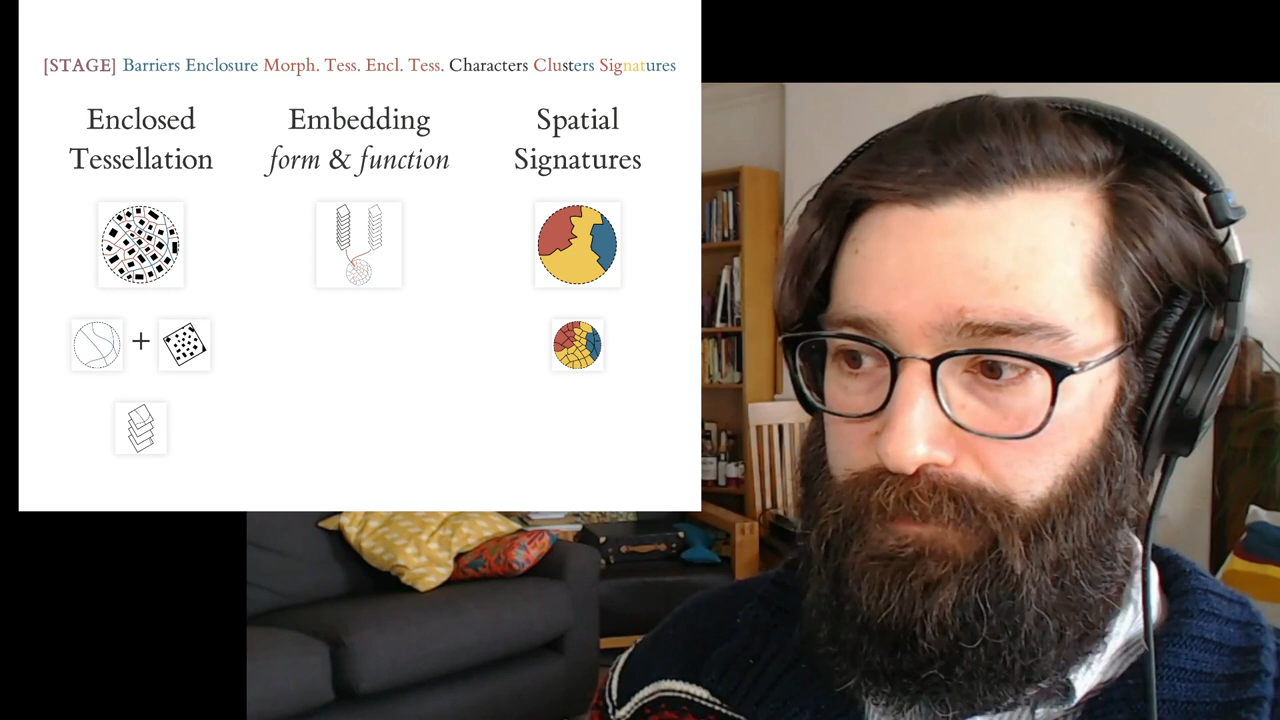 [STAGE] Barriers Enclosure Morph. Tess. Encl. Tess. Characters Clusters Signatures
Enclosed
Tessellation
Embedding
form & function
Spatial
Signatures
+